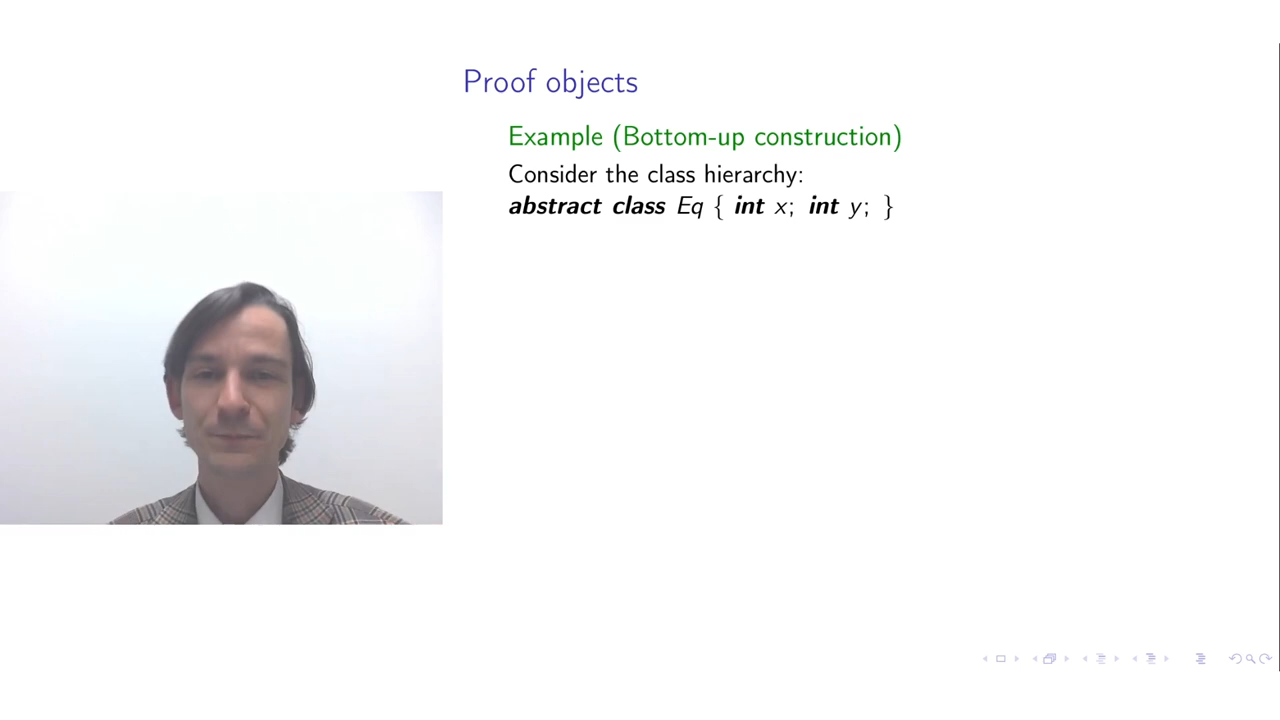 Proof objects
Example (Bottom-up construction)
Consider the class hierarchy:
abstract class Eq { int x; int y; }